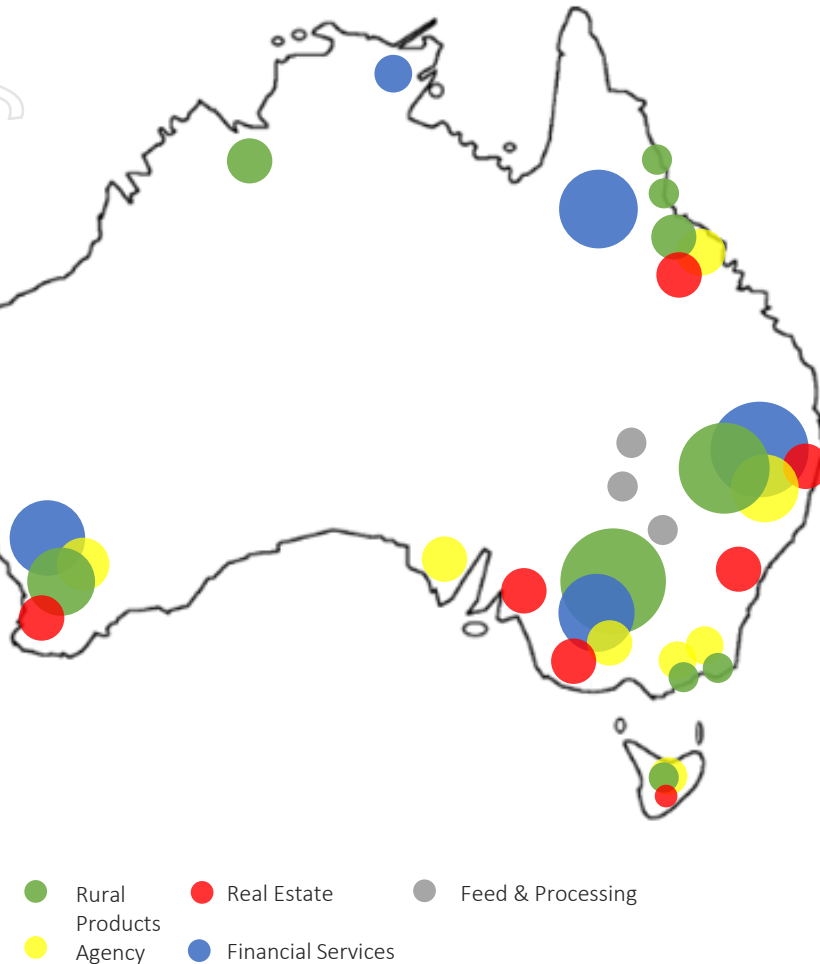 Rural
Products
Agency
Real Estate
Financial Services
Feed & Processing